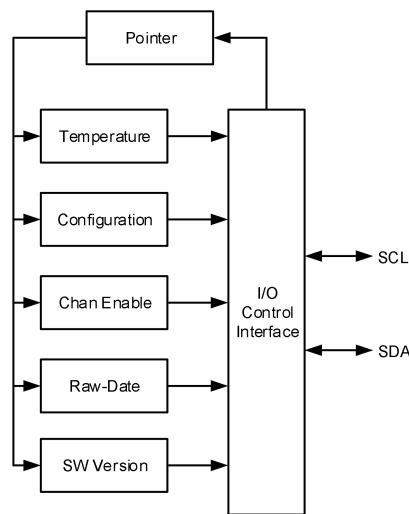 Pointer
Temperature
Configuration
Chan Enable
Raw-Date
SW Version
I/O
Control
Interface
SCL
SDA